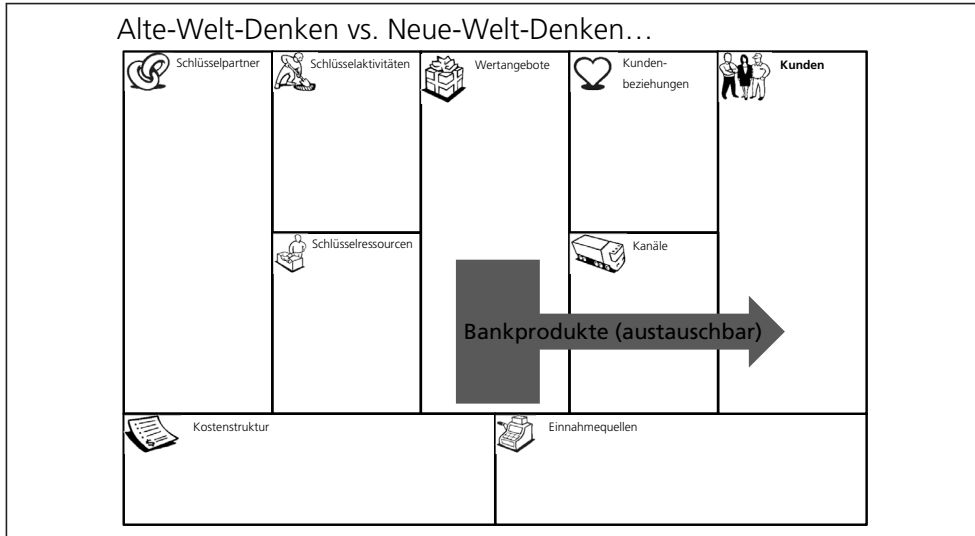 Alte-Welt-Denken vs. Neue-Welt-Denken…
Schlüsselpartner
Schlüsselaktivitäten
Wertangebote
Kunden-
beziehungen
Kunden
Schlüsselressourcen
Kanäle
Bankprodukte (austauschbar)
Kostenstruktur
Einnahmequellen